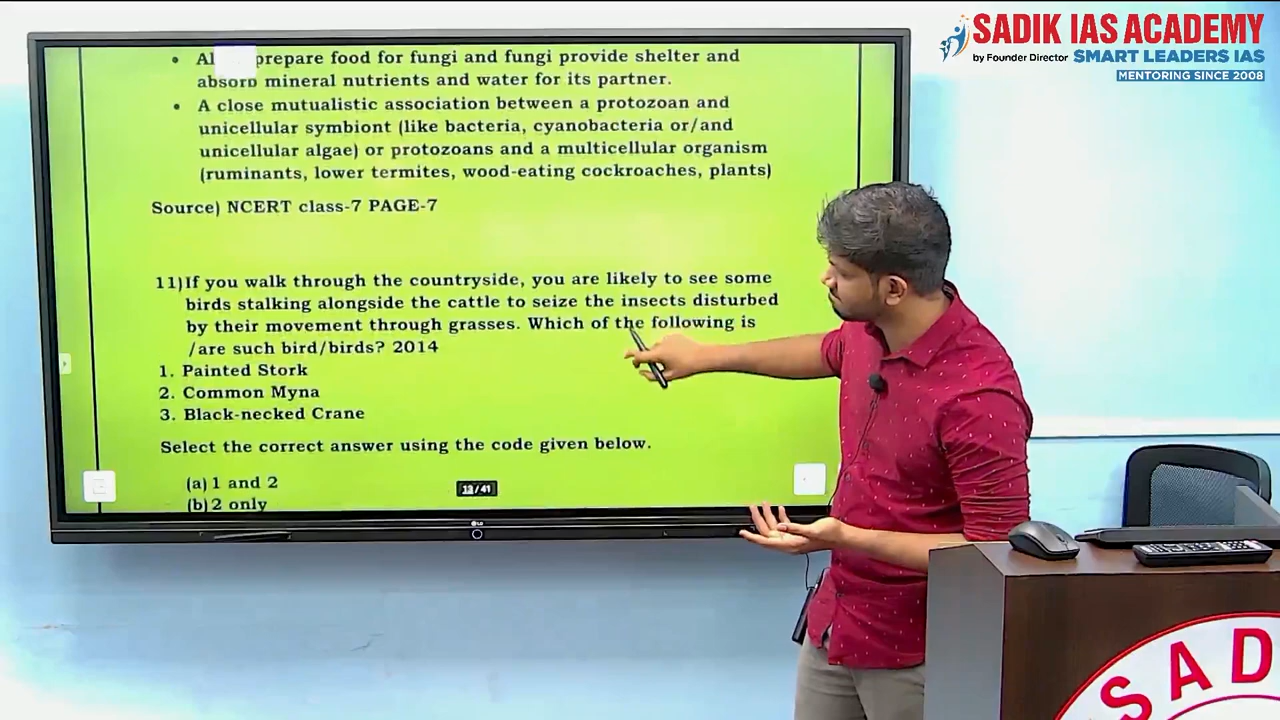 SADIK IAS ACADEMY
by Founder Director SMART LEADERS IAS
MENTORING SINCE 2008
prepare food for fungi and fungi provide shelter and
absorb mineral nutrients and water for its partner.
• A close mutualistic association between a protozoan and
unicellular symbiont (like bacteria, cyanobacteria or/and
unicellular algae) or protozoans and a multicellular organism
(ruminants, lower termites, wood-eating cockroaches, plants)
Source) NCERT class-7 PAGE-7
11)If you walk through the countryside, you are likely to see some
birds stalking alongside the cattle to seize the insects disturbed
by their movement through grasses. Which of the following is
/are such bird/birds? 2014
1. Painted Stork
2. Common Myna
3. Black-necked Crane
Select the correct answer using the code given below.
(a) 1 and 2
(b) 2 only
12/41
LG
SAD